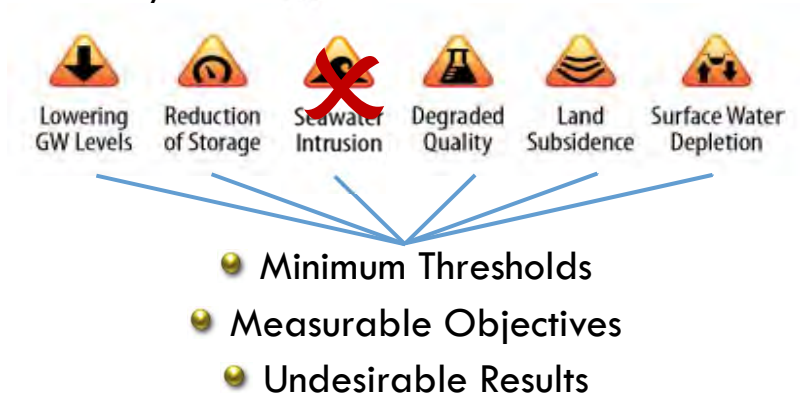 Lowering
GW Levels
Reduction
of Storage
Seawater
Intrusion
Degraded
Quality
Land
Subsidence
Surface Water
Depletion
Minimum Thresholds
Measurable Objectives
Undesirable Results